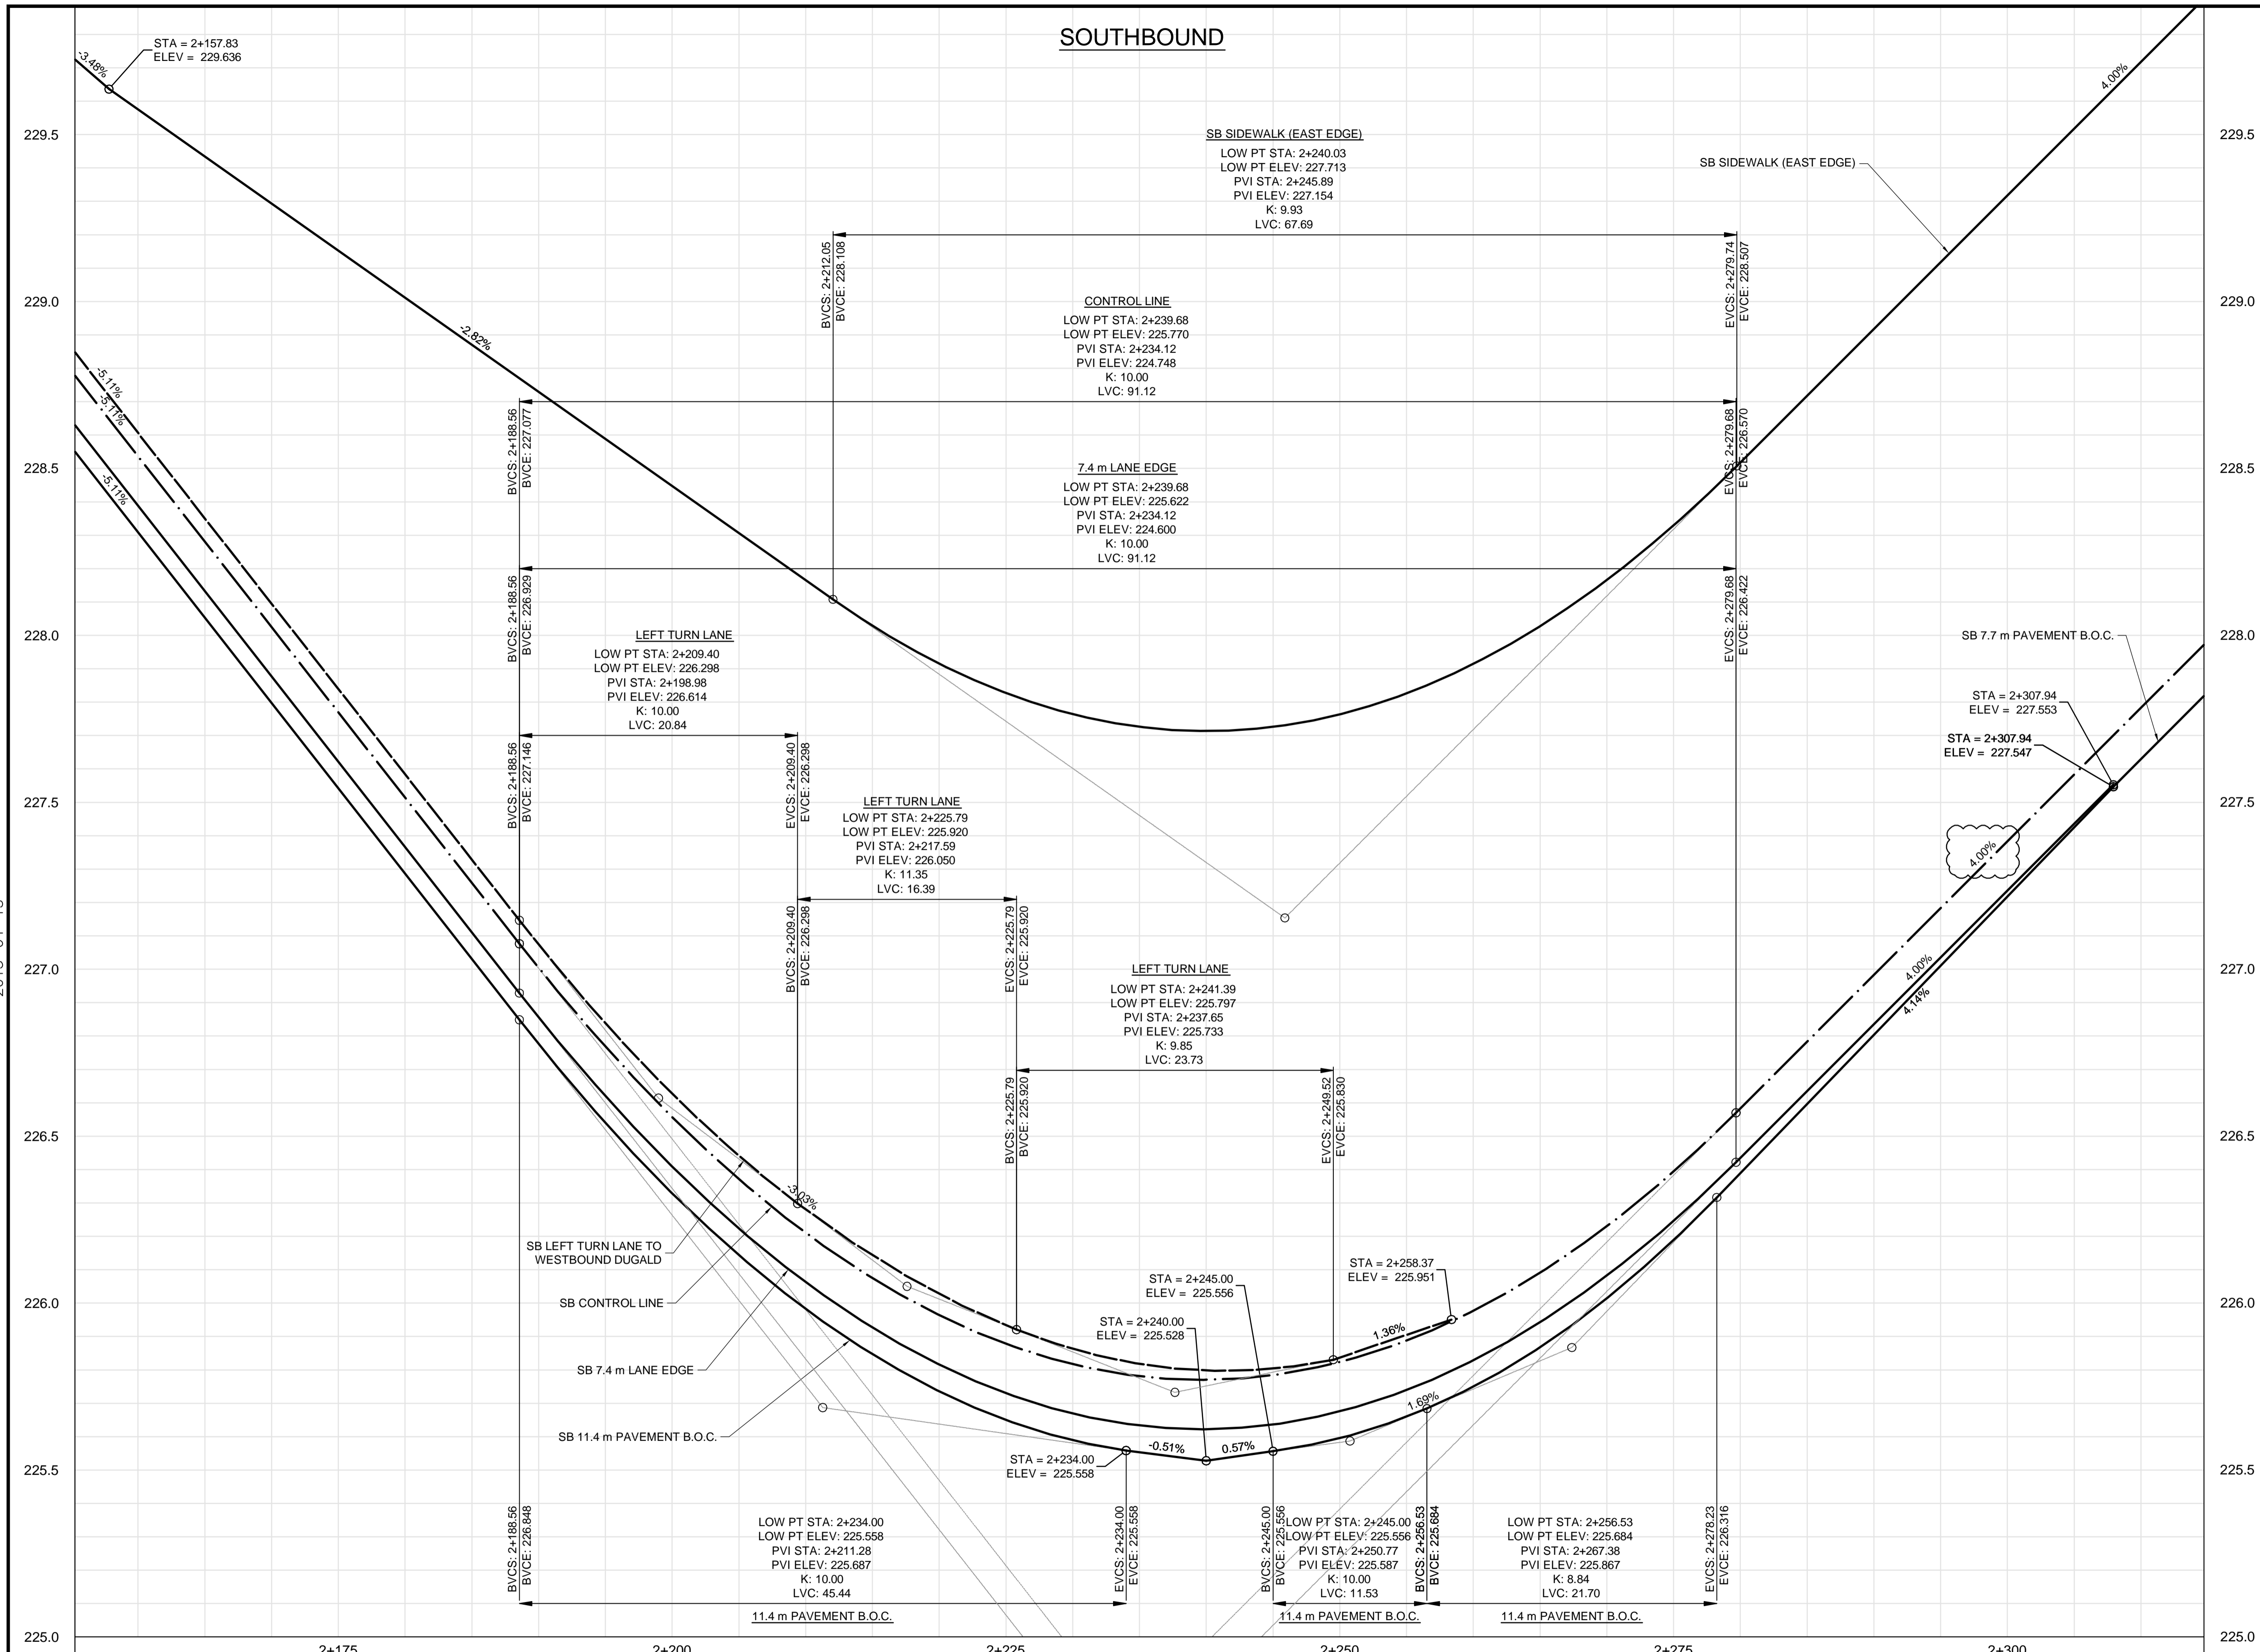 SOUTHBOUND
-3.48%
STA = 2+157.83
ELEV = 229.636
4.00%
229.5
229.5
SB SIDEWALK (EAST EDGE)
LOW PT STA: 2+240.03
LOW PT ELEV: 227.713
PVI STA: 2+245.89
PVI ELEV: 227.154
K: 9.93
LVC: 67.69
SB SIDEWALK (EAST EDGE)
BVCS: 2+212.05
BVCE: 228.108
EVCS: 2+279.74
EVCE: 228.507
229.0
229.0
-2.82%
CONTROL LINE
LOW PT STA: 2+239.68
LOW PT ELEV: 225.770
PVI STA: 2+234.12
PVI ELEV: 224.748
K: 10.00
LVC: 91.12
-5.11%
-5.11%
-5.11%
BVCS: 2+188.56
BVCE: 227.077
EVCS: 2+279.68
EVCE: 226.570
228.5
228.5
7.4 m LANE EDGE
LOW PT STA: 2+239.68
LOW PT ELEV: 225.622
PVI STA: 2+234.12
PVI ELEV: 224.600
K: 10.00
LVC: 91.12
BVCS: 2+188.56
BVCE: 226.929
EVCS: 2+279.68
EVCE: 226.422
228.0
228.0
LEFT TURN LANE
LOW PT STA: 2+209.40
LOW PT ELEV: 226.298
PVI STA: 2+198.98
PVI ELEV: 226.614
K: 10.00
LVC: 20.84
SB 7.7 m PAVEMENT B.O.C.
STA = 2+307.94
ELEV = 227.553
STA = 2+307.94
ELEV = 227.547
BVCS: 2+188.56
BVCE: 227.146
EVCS: 2+209.40
EVCE: 226.298
227.5
227.5
LEFT TURN LANE
LOW PT STA: 2+225.79
LOW PT ELEV: 225.920
PVI STA: 2+217.59
PVI ELEV: 226.050
K: 11.35
LVC: 16.39
4.00%
BVCS: 2+209.40
BVCE: 226.298
EVCS: 2+225.79
EVCE: 225.920
227.0
227.0
LEFT TURN LANE
LOW PT STA: 2+241.39
LOW PT ELEV: 225.797
PVI STA: 2+237.65
PVI ELEV: 225.733
K: 9.85
LVC: 23.73
4.00%
4.14%
BVCS: 2+225.79
BVCE: 225.920
EVCS: 2+249.52
EVCE: 225.830
226.5
226.5
-3.03%
SB LEFT TURN LANE TO
WESTBOUND DUGALD
SB CONTROL LINE
226.0
226.0
STA = 2+258.37
ELEV = 225.951
STA = 2+245.00
ELEV = 225.556
STA = 2+240.00
ELEV = 225.528
1.36%
SB 7.4 m LANE EDGE
SB 11.4 m PAVEMENT B.O.C.
1.69%
-0.51%
0.57%
STA = 2+234.00
ELEV = 225.558
225.5
225.5
BVCS: 2+188.56
BVCE: 226.848
LOW PT STA: 2+234.00
LOW PT ELEV: 225.558
PVI STA: 2+211.28
PVI ELEV: 225.687
K: 10.00
LVC: 45.44
11.4 m PAVEMENT B.O.C.
EVCS: 2+234.00
EVCE: 225.558
BVCS: 2+245.00
BVCE: 225.556
LOW PT STA: 2+245.00
LOW PT ELEV: 225.556
PVI STA: 2+250.77
PVI ELEV: 225.587
K: 10.00
LVC: 11.53
11.4 m PAVEMENT B.O.C.
BVCS: 2+256.53
BVCE: 225.684
LOW PT STA: 2+256.53
LOW PT ELEV: 225.684
PVI STA: 2+267.38
PVI ELEV: 225.867
K: 8.84
LVC: 21.70
11.4 m PAVEMENT B.O.C.
EVCS: 2+278.23
EVCE: 226.316
225.0
225.0
2+175
2+200
2+225
2+250
2+275
2+300